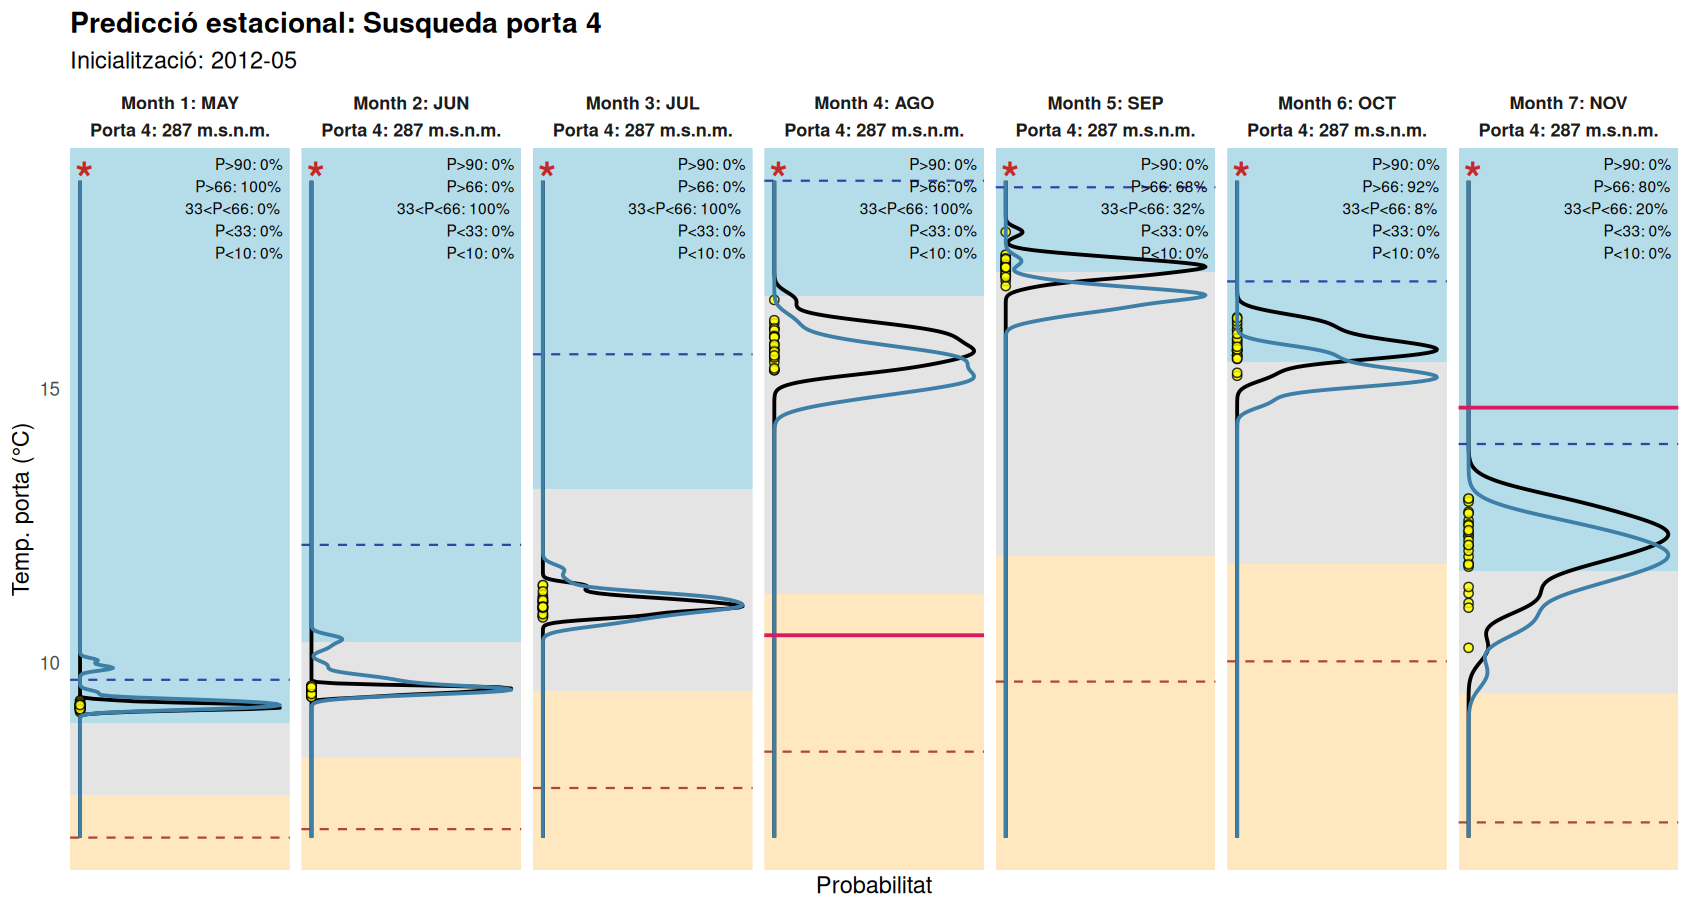 Predicció estacional: Susqueda porta 4
Inicialització: 2012-05
Month 1: MAY
Porta 4: 287 m.s.n.m.
Month 2: JUN
Porta 4: 287 m.s.n.m.
Month 3: JUL
Porta 4: 287 m.s.n.m.
Month 4: AGO
Porta 4: 287 m.s.n.m.
Month 5: SEP
Porta 4: 287 m.s.n.m.
Month 6: OCT
Porta 4: 287 m.s.n.m.
Month 7: NOV
Porta 4: 287 m.s.n.m.
*
P>90: 0%
P>66: 100%
33<P<66: 0%
P<33: 0%
P<10: 0%
*
P>90: 0%
P>66: 0%
33<P<66: 100%
P<33: 0%
P<10: 0%
*
P>90: 0%
P>66: 0%
33<P<66: 100%
P<33: 0%
P<10: 0%
*
P>90: 0%
P>66: 0%
33<P<66: 100%
P<33: 0%
P<10: 0%
*
P>90: 0%
P>66: 68%
33<P<66: 32%
P<33: 0%
P<10: 0%
*
P>90: 0%
P>66: 92%
33<P<66: 8%
P<33: 0%
P<10: 0%
*
P>90: 0%
P>66: 80%
33<P<66: 20%
P<33: 0%
P<10: 0%
15
10
Temp. porta (°C)
Probabilitat